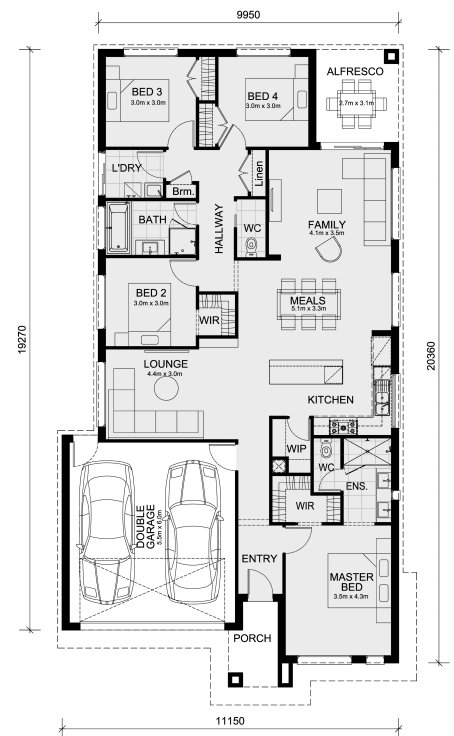 9950
ALFRESCO
2.7m x 3.1m
BED 3
3.0m x 3.0m
BED 4
3.0m x 3.0m
L'DRY
Brm.
Linen
BATH
HALLWAY
WC
FAMILY
4.1m x 3.5m
BED 2
3.0m x 3.0m
WIR
MEALS
5.1m x 3.3m
19270
20360
LOUNGE
4.4m x 3.0m
KITCHEN
WIP
WC
ENS.
WIR
DOUBLE
GARAGE
5.5m x 6.0m
ENTRY
MASTER
BED
3.5m x 4.3m
PORCH
11150